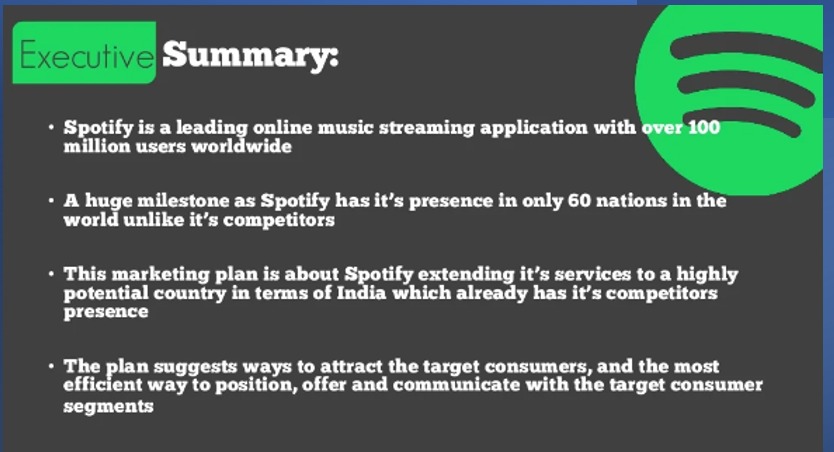 Executive Summary:
• Spotify is a leading online music streaming application with over 100
million users worldwide
• A huge milestone as Spotify has it's presence in only 60 nations in the
world unlike it's competitors
• This marketing plan is about Spotify extending it's services to a highly
potential country in terms of India which already has it's competitors
presence
• The plan suggests ways to attract the target consumers, and the most
efficient way to position, offer and communicate with the target consumer
segments